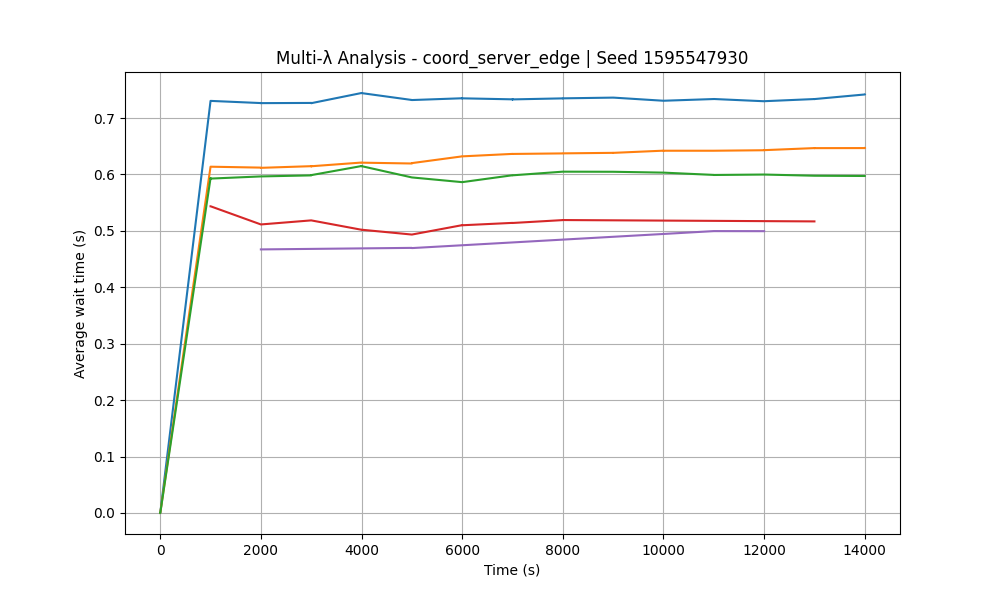 Multi-λ Analysis - coord_server_edge | Seed 1595547930
Average wait time (s)
0.7
0.6
0.5
0.4
0.3
0.2
0.1
0.0
0 2000 4000 6000 8000 10000 12000 14000
Time (s)